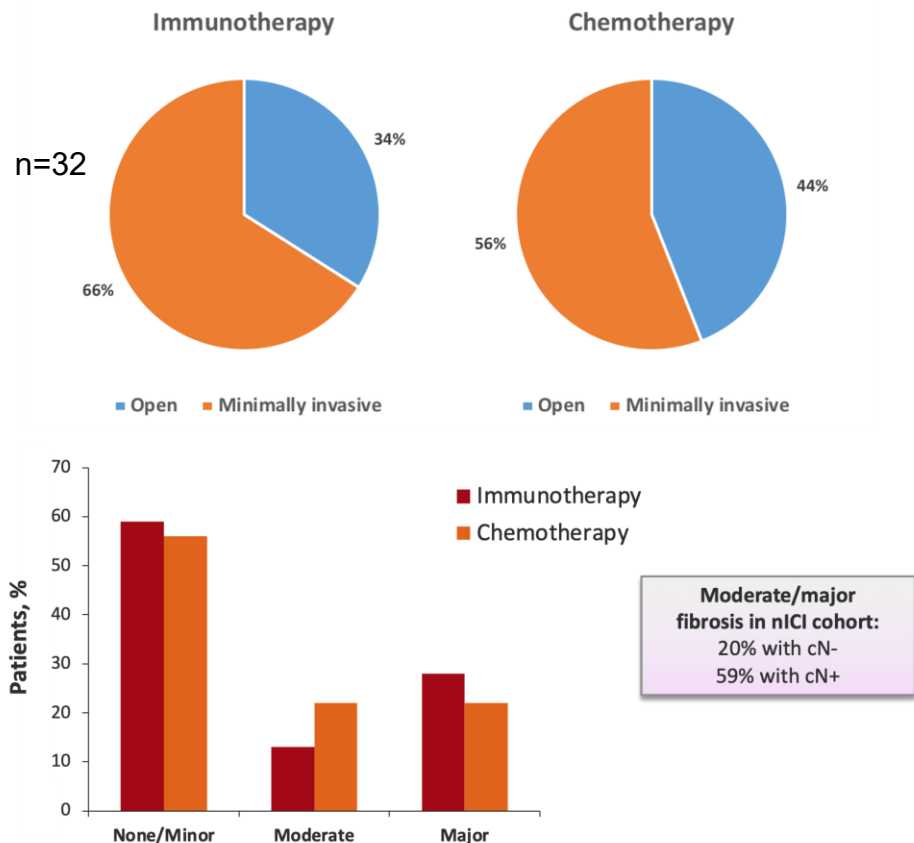 Immunotherapy
Chemotherapy
n=32
34%
66%
44%
56%
Open Minimally invasive
Open Minimally invasive
Immunotherapy
Chemotherapy
Patients, %
70
60
50
40
30
20
10
0
None/Minor Moderate Major
Moderate/major
fibrosis in nICI cohort:
20% with cN-
59% with cN+